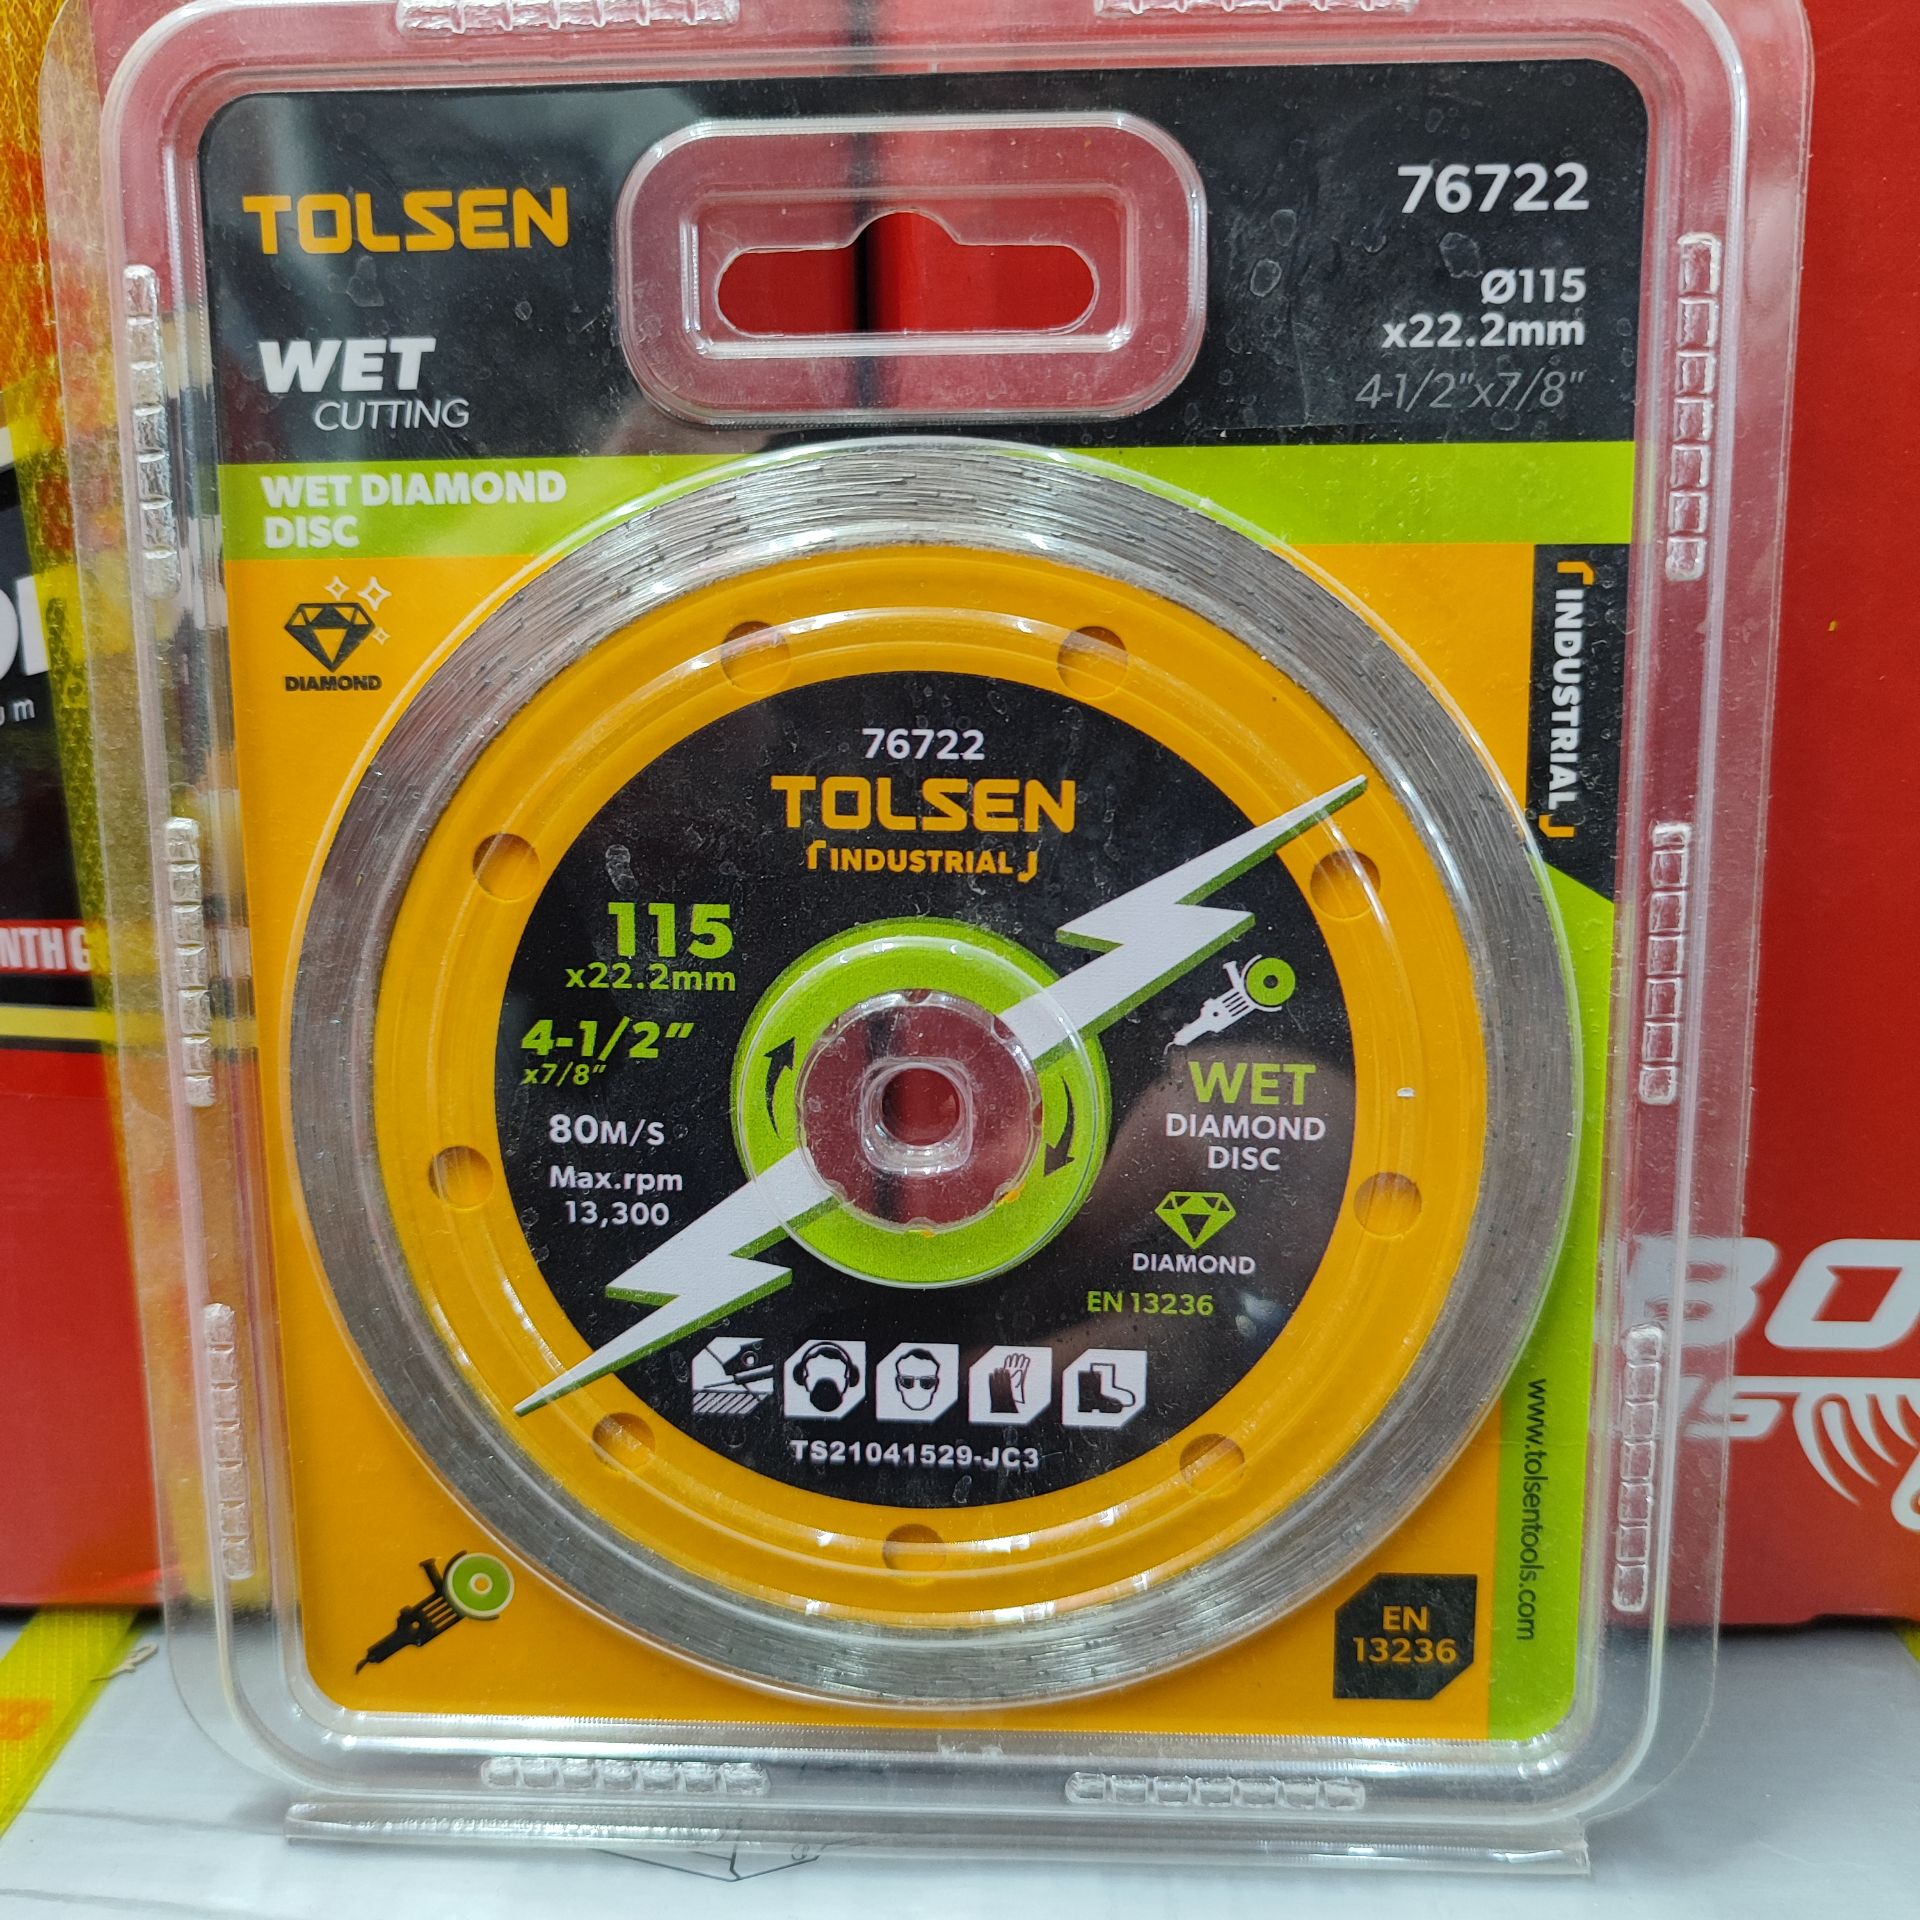 TOLSEN
76722
Ø115
x22.2mm
4-1/2"x7/8"
WET
CUTTING
WET DIAMOND
DISC
DIAMOND
INDUSTRIAL
76722
TOLSEN
INDUSTRIAL
115
x22.2mm
4-1/2"
x7/8"
80M/S
Max.rpm
13,300
WET
DIAMOND
DISC
DIAMOND
EN 13236
TS21041529-JC3
www.tolsentools.com
EN
13236